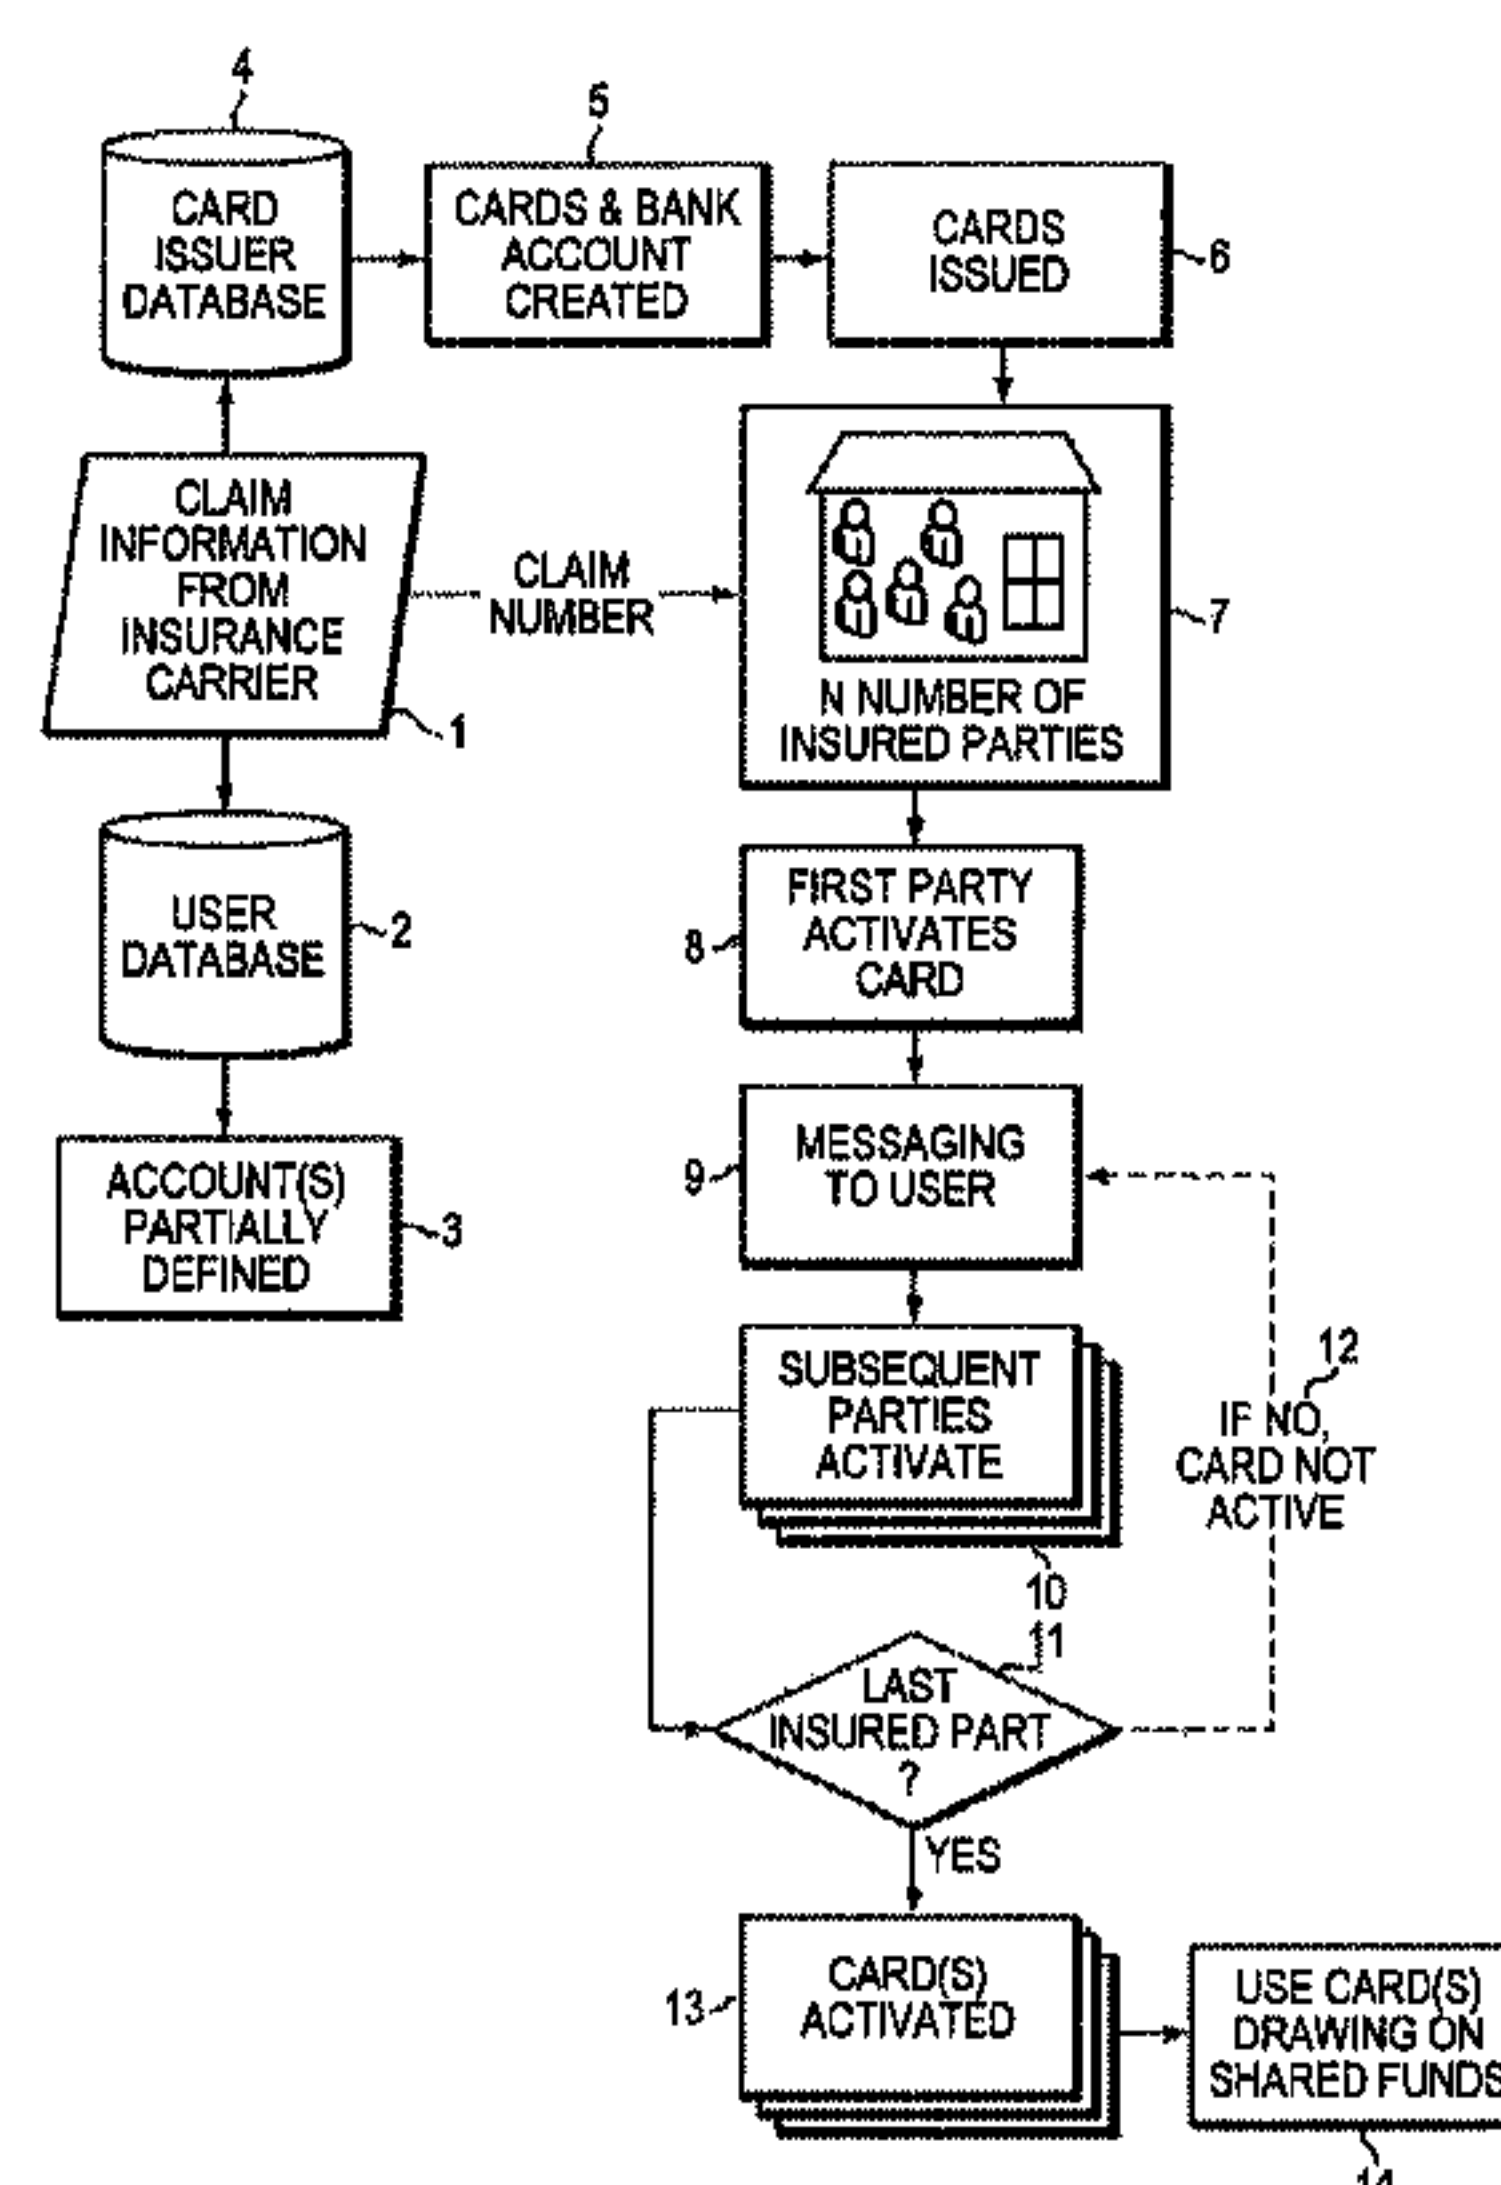 4
CARD
ISSUER
DATABASE
5
CARDS & BANK
ACCOUNT
CREATED
CARDS
ISSUED
6
CLAIM
INFORMATION
FROM
INSURANCE
CARRIER
1
CLAIM
NUMBER
N NUMBER OF
INSURED PARTIES
7
USER
DATABASE
2
FIRST PARTY
ACTIVATES
CARD
8
ACCOUNT(S)
PARTIALLY
DEFINED
3
MESSAGING
TO USER
9
SUBSEQUENT
PARTIES
ACTIVATE
10
12
IF NO,
CARD NOT
ACTIVE
11
LAST
INSURED PART
?
YES
CARD(S)
ACTIVATED
13
USE CARD(S)
DRAWING ON
SHARED FUNDS
14